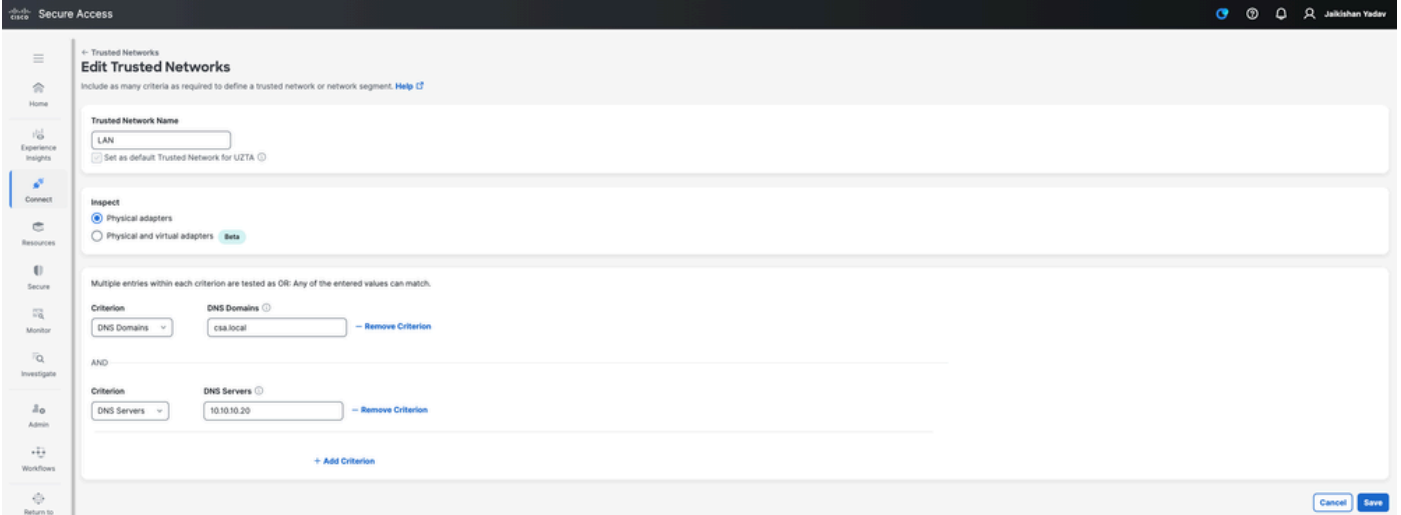 cisco Secure Access
Jaikishan Yadav
← Trusted Networks
Edit Trusted Networks
Include as many criteria as required to define a trusted network or network segment. Help
Home
Experience
Insights
Connect
Resources
Secure
Monitor
Investigate
Admin
Workflows
Return to
Trusted Network Name
LAN
Set as default Trusted Network for UZTA
Inspect
Physical adapters
Physical and virtual adapters Beta
Multiple entries within each criterion are tested as OR: Any of the entered values can match.
Criterion DNS Domains
DNS Domains csa.local — Remove Criterion
AND
Criterion DNS Servers
DNS Servers 10.10.10.20 — Remove Criterion
+ Add Criterion
Cancel Save